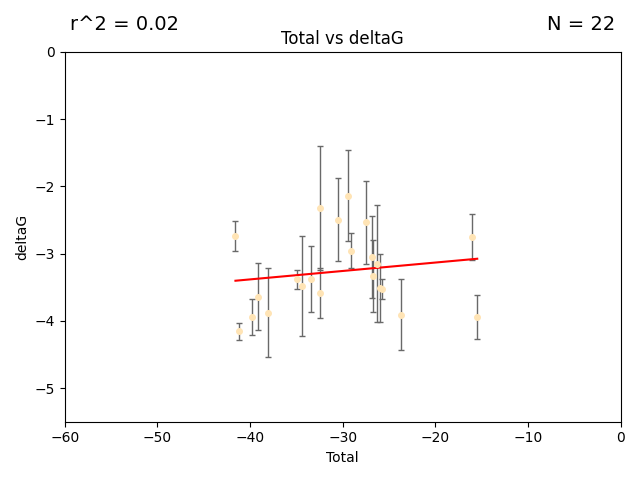 r^2 = 0.02
N = 22
Total vs deltaG
0
−1
−2
−3
−4
−5
deltaG
−60 −50 −40 −30 −20 −10 0
Total